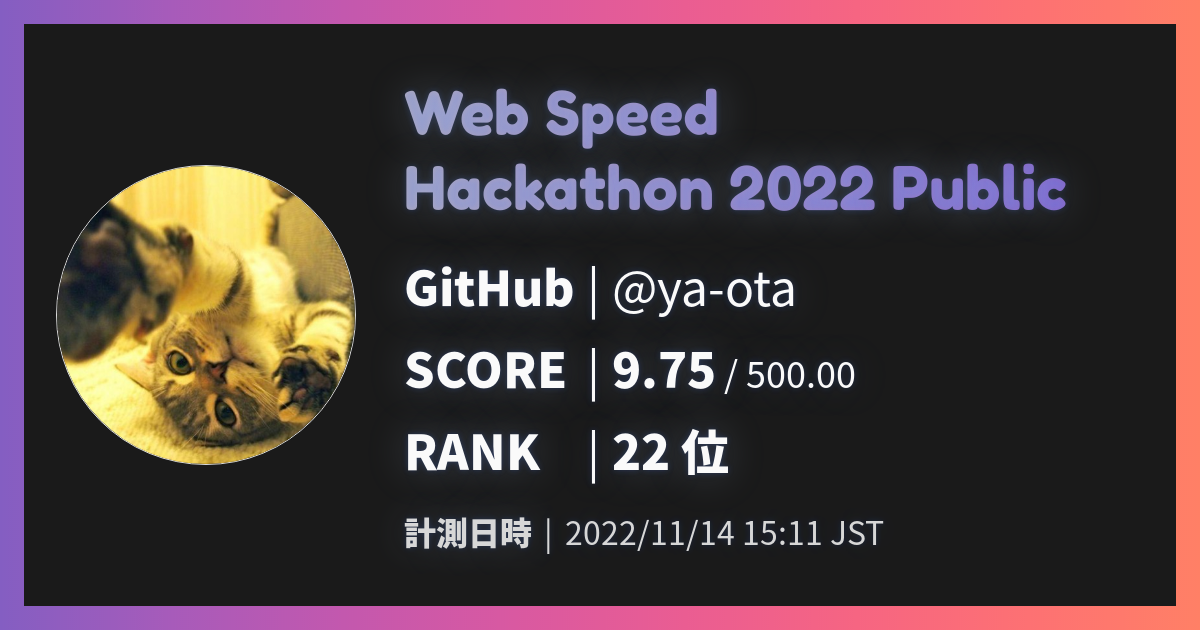 Web Speed
Hackathon 2022 Public
GitHub | @ya-ota
SCORE | 9.75 / 500.00
RANK | 22 位
計測日時 | 2022/11/14 15:11 JST